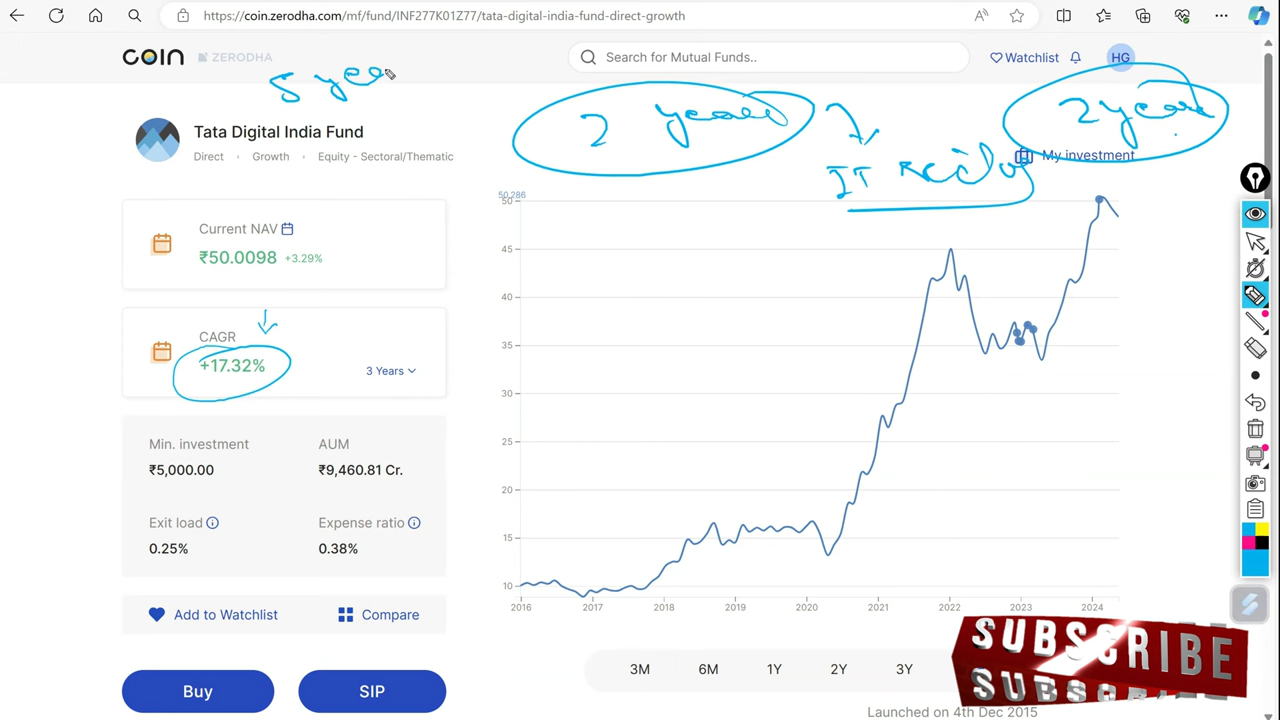 https://coin.zerodha.com/mf/fund/INF277K01Z77/tata-digital-india-fund-direct-growth
coin ZERODHA
Search for Mutual Funds..
Watchlist
HG
5 yea
2 years
2 years
IT
Tata Digital India Fund
Direct Growth Equity - Sectoral/Thematic
My investment
Current NAV
₹50.0098 +3.29%
CAGR
+17.32%
3 Years
Min. investment
₹5,000.00
AUM
₹9,460.81 Cr.
Exit load
0.25%
Expense ratio
0.38%
Add to Watchlist
Compare
Buy
SIP
50.286
50
45
40
35
30
25
20
15
10
2016 2017 2018 2019 2020 2021 2022 2023 2024
3M 6M 1Y 2Y 3Y
Launched on 4th Dec 2015
SUBSCRIBE
SUBSCRIBE